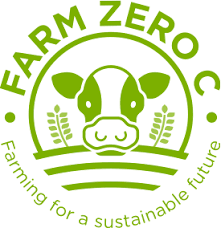 FARM ZERO C
Farming for a sustainable future